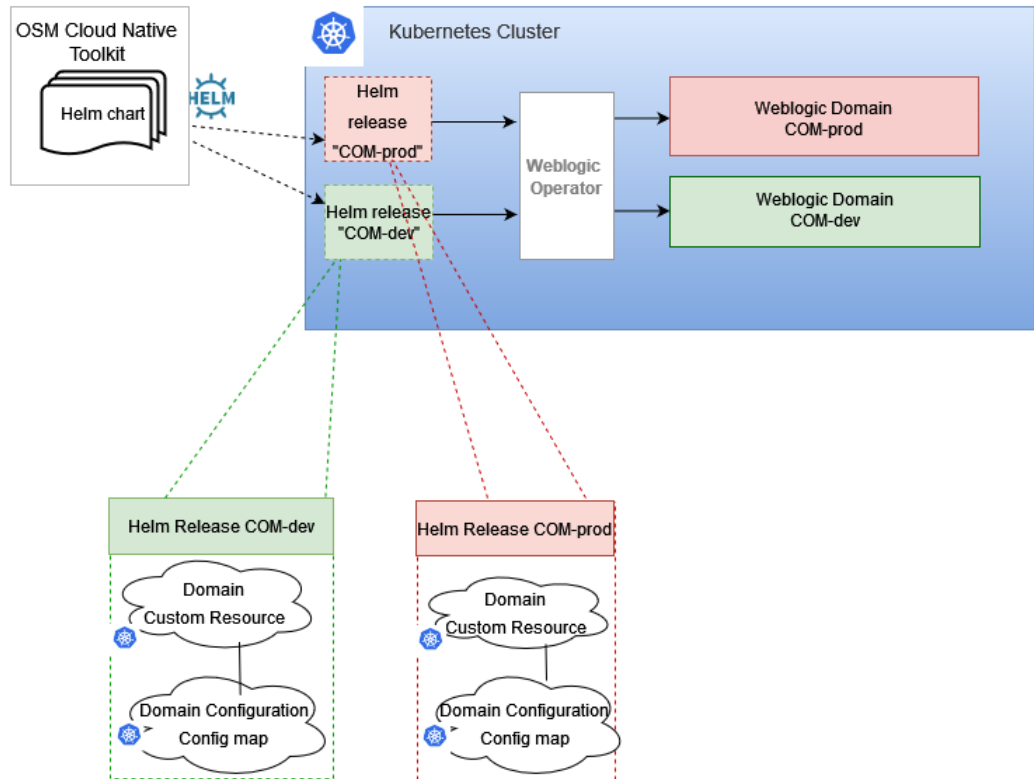 OSM Cloud Native
Toolkit
Helm chart
HELM
Kubernetes Cluster
Helm
release
"COM-prod"
Helm release
"COM-dev"
Weblogic
Operator
Weblogic Domain
COM-prod
Weblogic Domain
COM-dev
Helm Release COM-dev
Domain
Custom Resource
Domain Configuration
Config map
Helm Release COM-prod
Domain
Custom Resource
Domain Configuration
Config map